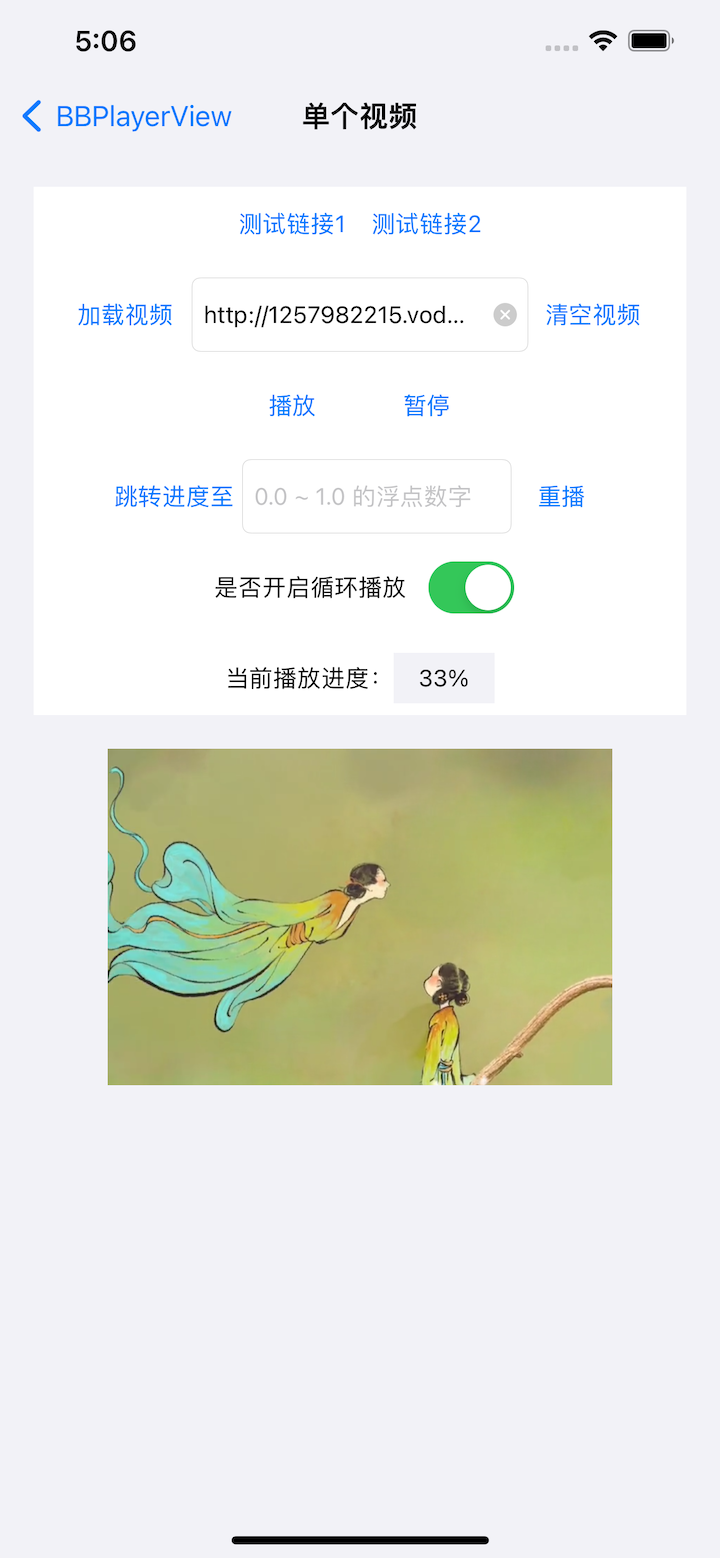 5:06
BBPlayerView 单个视频
测试链接1 测试链接2
加载视频 http://1257982215.vod... 清空视频
播放 暂停
跳转进度至 0.0 ~ 1.0 的浮点数字 重播
是否开启循环播放
当前播放进度： 33%